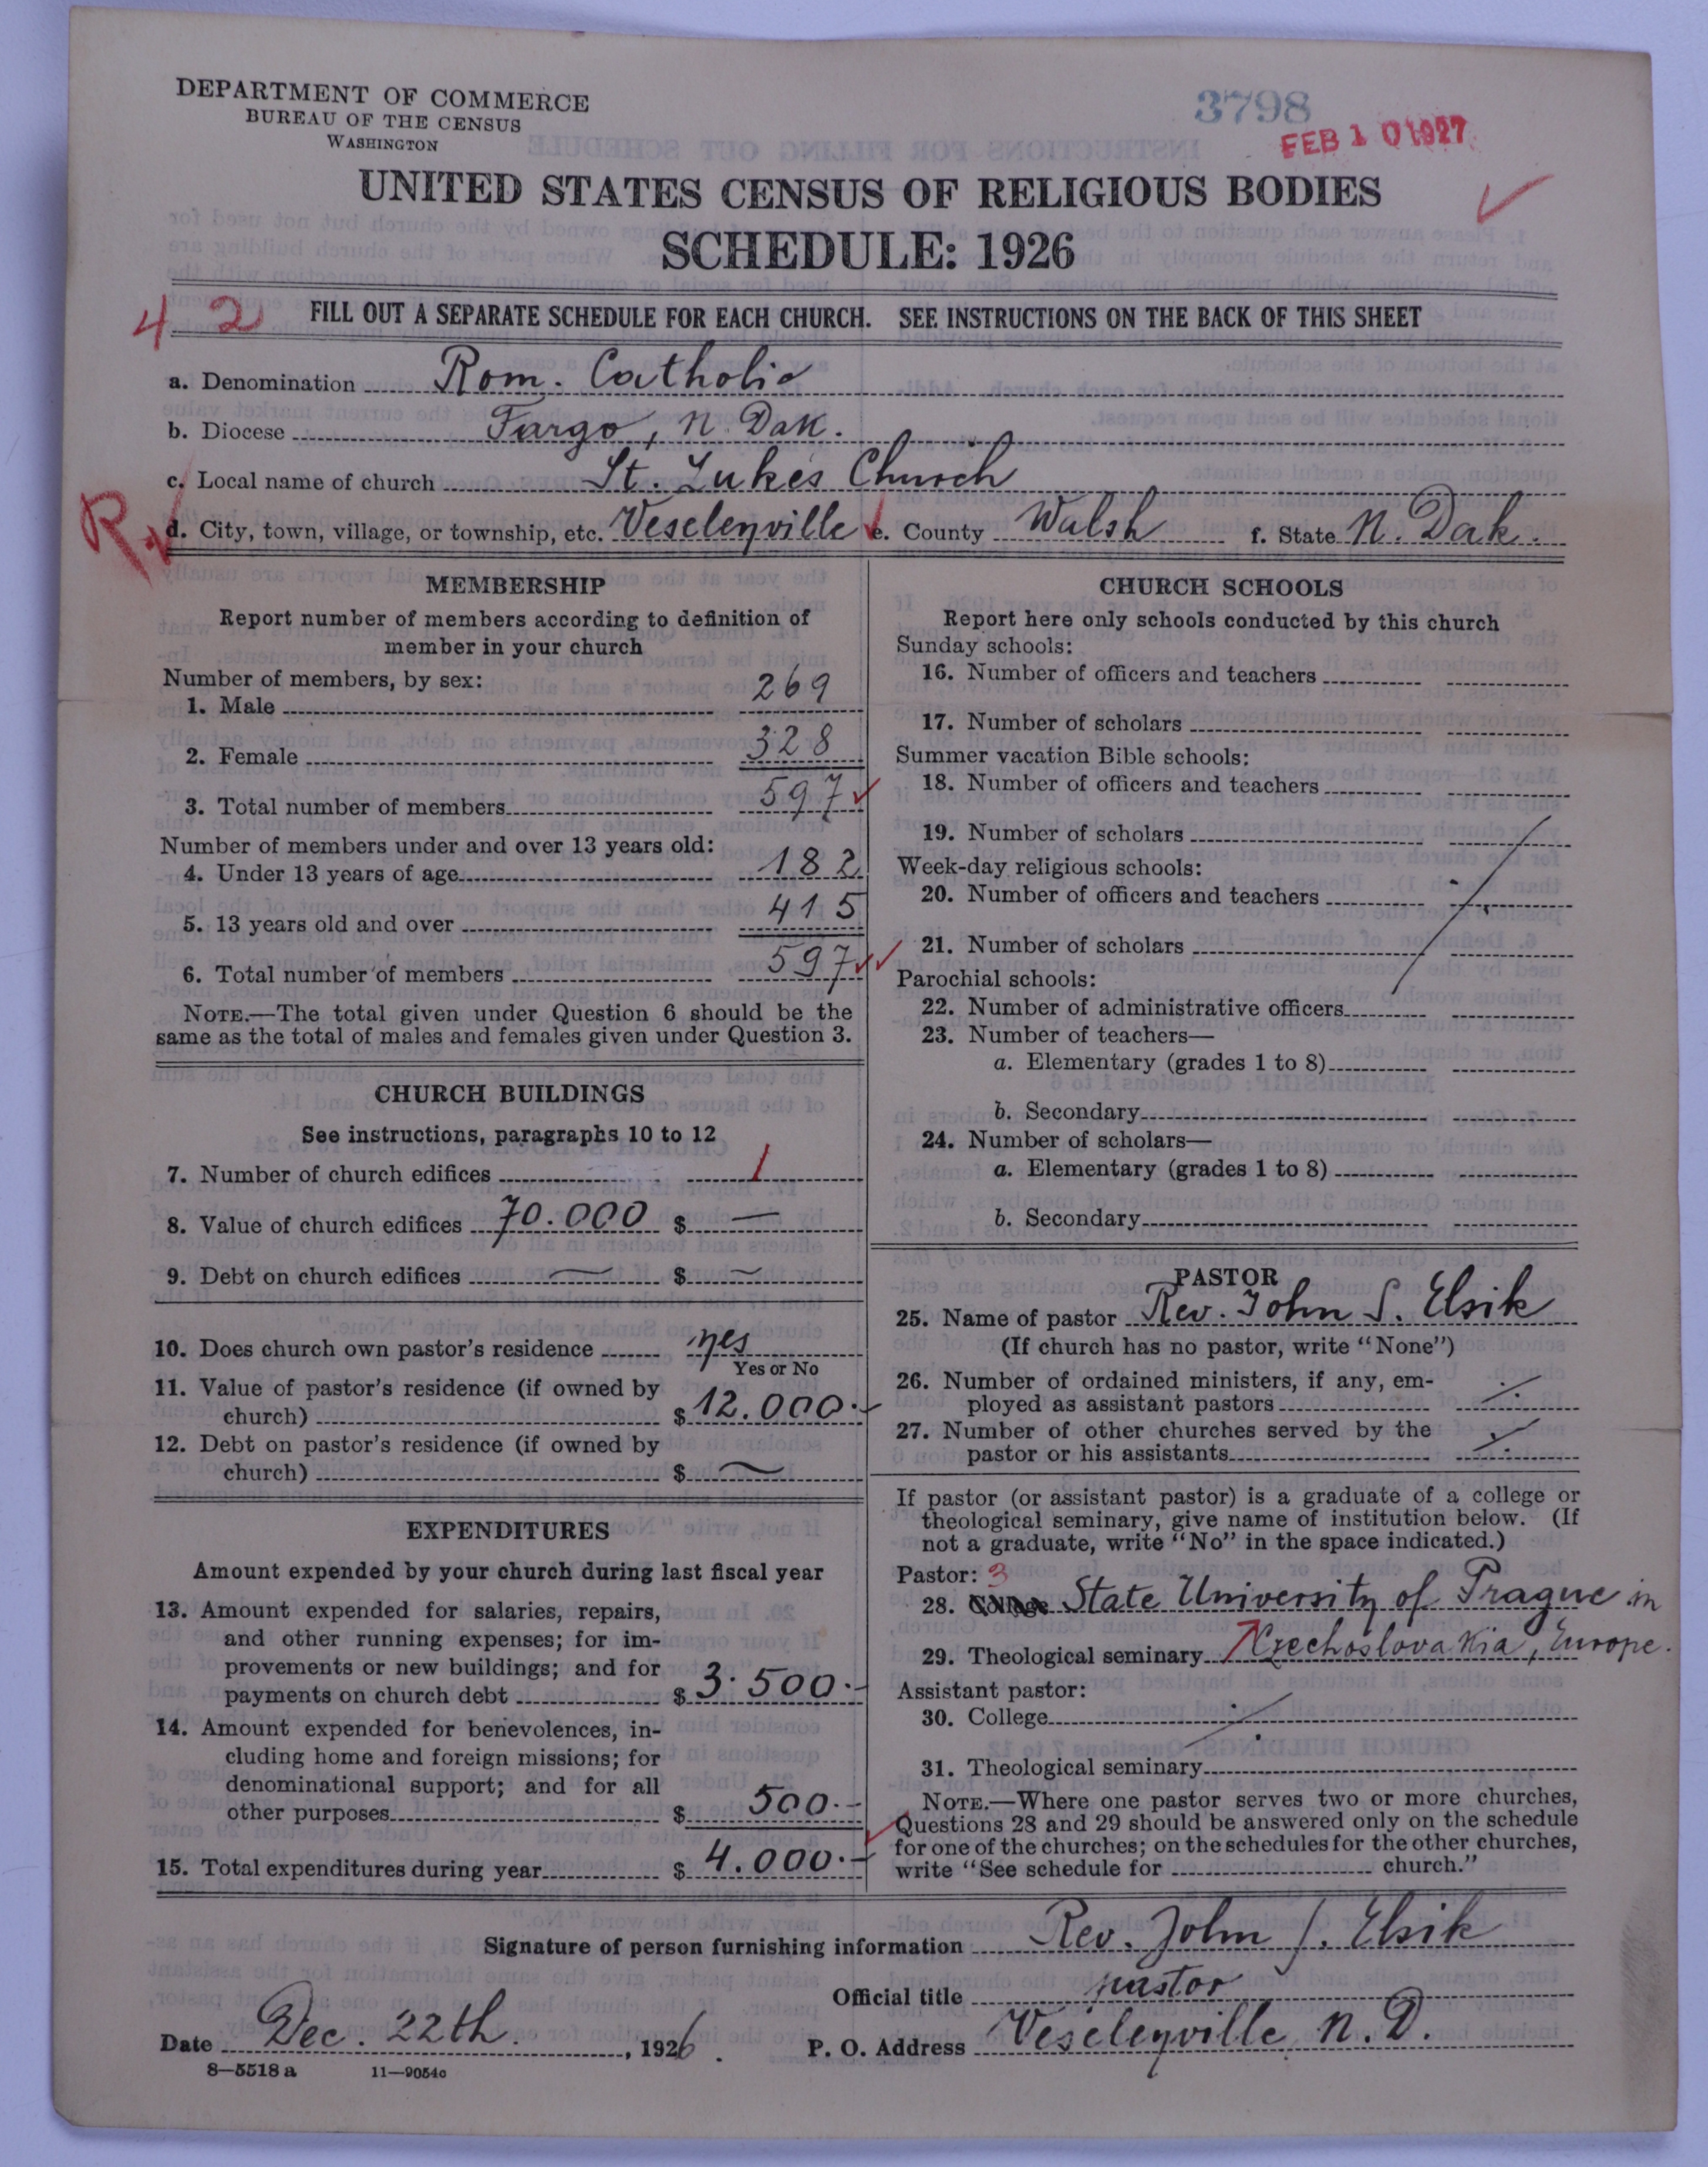 DEPARTMENT OF COMMERCE
BUREAU OF THE CENSUS
WASHINGTON
3798
FEB 10 1927
UNITED STATES CENSUS OF RELIGIOUS BODIES
SCHEDULE: 1926
4 2
FILL OUT A SEPARATE SCHEDULE FOR EACH CHURCH. SEE INSTRUCTIONS ON THE BACK OF THIS SHEET
a. Denomination Rom. Catholic
b. Diocese Fargo, N. Dak.
c. Local name of church St. Luke's Church
R
d. City, town, village, or township, etc. Veseleyville e. County Walsh f. State N. Dak.
MEMBERSHIP
Report number of members according to definition of
member in your church
Number of members, by sex:
1. Male 269
2. Female 328
3. Total number of members 597
Number of members under and over 13 years old:
4. Under 13 years of age 182
5. 13 years old and over 415
6. Total number of members 597
NOTE.—The total given under Question 6 should be the
same as the total of males and females given under Question 3.
CHURCH BUILDINGS
See instructions, paragraphs 10 to 12
7. Number of church edifices 1
8. Value of church edifices 70.000 $ —
9. Debt on church edifices — $ —
10. Does church own pastor's residence yes
Yes or No
11. Value of pastor's residence (if owned by
church) $ 12.000.-
12. Debt on pastor's residence (if owned by
church) $ —
EXPENDITURES
Amount expended by your church during last fiscal year
13. Amount expended for salaries, repairs,
and other running expenses; for im-
provements or new buildings; and for
payments on church debt $ 3.500.-
14. Amount expended for benevolences, in-
cluding home and foreign missions; for
denominational support; and for all
other purposes $ 500.-
15. Total expenditures during year $ 4.000.-
CHURCH SCHOOLS
Report here only schools conducted by this church
Sunday schools:
16. Number of officers and teachers
17. Number of scholars
Summer vacation Bible schools:
18. Number of officers and teachers
19. Number of scholars
Week-day religious schools:
20. Number of officers and teachers
21. Number of scholars
Parochial schools:
22. Number of administrative officers
23. Number of teachers—
a. Elementary (grades 1 to 8)
b. Secondary
24. Number of scholars—
a. Elementary (grades 1 to 8)
b. Secondary
PASTOR
25. Name of pastor Rev. John S. Elsik
(If church has no pastor, write "None")
26. Number of ordained ministers, if any, em-
ployed as assistant pastors
27. Number of other churches served by the
pastor or his assistants
If pastor (or assistant pastor) is a graduate of a college or
theological seminary, give name of institution below. (If
not a graduate, write "No" in the space indicated.)
Pastor: 3
28. College State University of Prague in
29. Theological seminary Czechoslovakia, Europe.
Assistant pastor:
30. College
31. Theological seminary
NOTE.—Where one pastor serves two or more churches,
Questions 28 and 29 should be answered only on the schedule
for one of the churches; on the schedules for the other churches,
write "See schedule for church."
Signature of person furnishing information Rev. John S. Elsik
Official title pastor
Date Dec. 22th, 1926. P. O. Address Veseleyville N. D.
8—5518 a 11—9054c